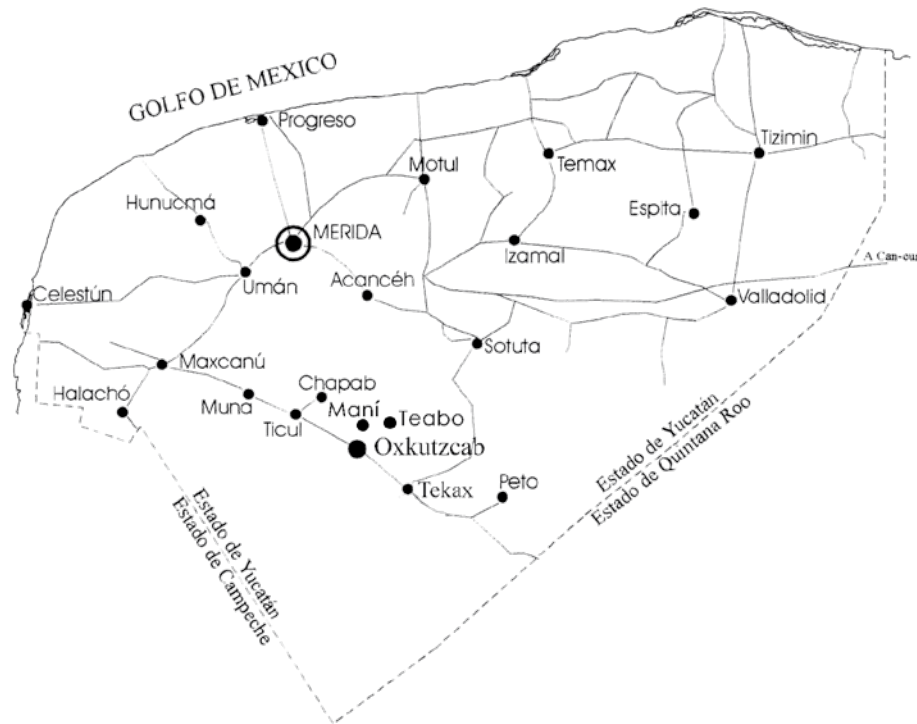 GOLFO DE MEXICO
Progreso
Tizimin
Motul
Temax
Hunucmá
Espita
MERIDA
Izamal
A Can-cun
Umán
Acancéh
Celestún
Valladolid
Sotuta
Maxcanú
Halachó
Muna
Chapab
Maní
Teabo
Ticul
Oxkutzcab
Tekax
Peto
Estado de Yucatán
Estado de Quintana Roo
Estado de Yucatán
Estado de Campeche